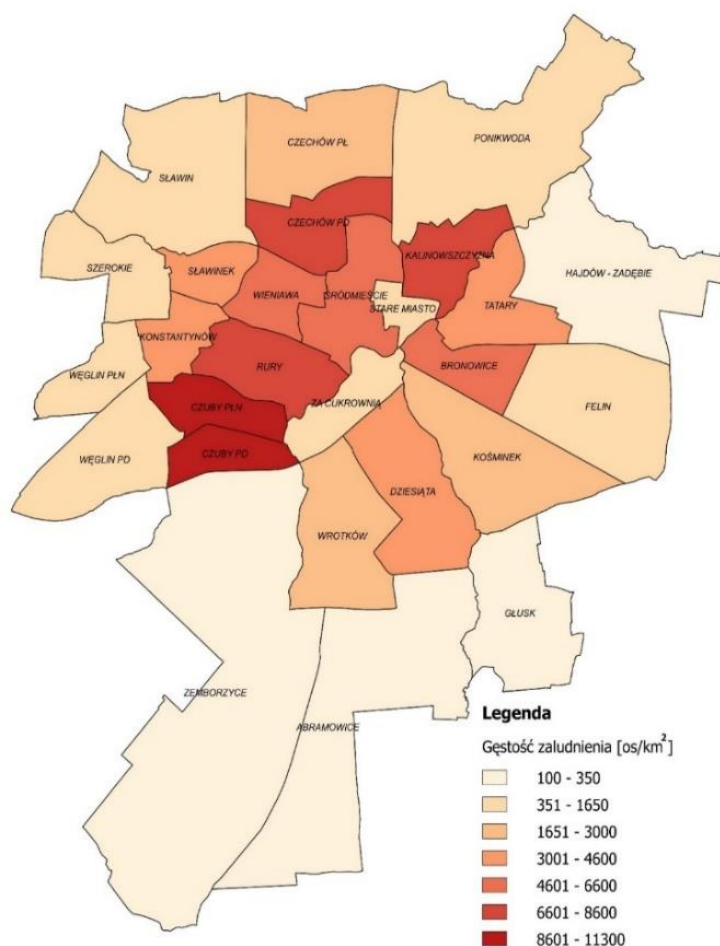 PONIKWODA
CZECHÓW PŁ
SŁAWIN
CZECHÓW PD
KALINOWSZCZYZNA
SZEROKIE
SŁAWINEK
HAJDÓW - ZADĘBIE
WIENIAWA
ŚRÓDMIEŚCIE
STARE MIASTO
TATARY
KONSTANTYNÓW
RURY
BRONOWICE
WĘGLIN PŁN
ZA CUKROWNIĄ
CZUBY PŁN
FELIN
CZUBY PD
WĘGLIN PD
KOŚMINEK
DZIESIĄTA
WROTKÓW
GŁUSK
ZEMBORZYCE
ABRAMOWICE
Legenda
Gęstość zaludnienia [os/km²]
100 - 350
351 - 1650
1651 - 3000
3001 - 4600
4601 - 6600
6601 - 8600
8601 - 11300